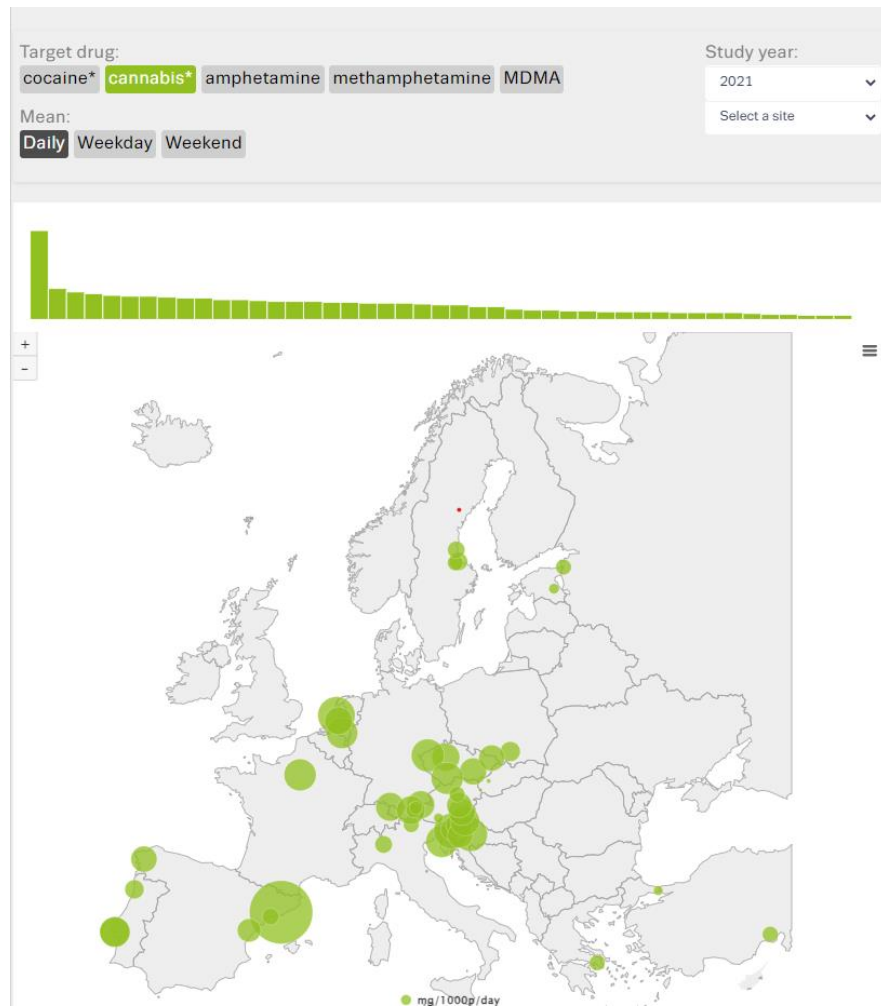 Target drug:
Study year:
cocaine* cannabis* amphetamine methamphetamine MDMA
2021
Mean:
Select a site
Daily Weekday Weekend
+
-
mg/1000p/day